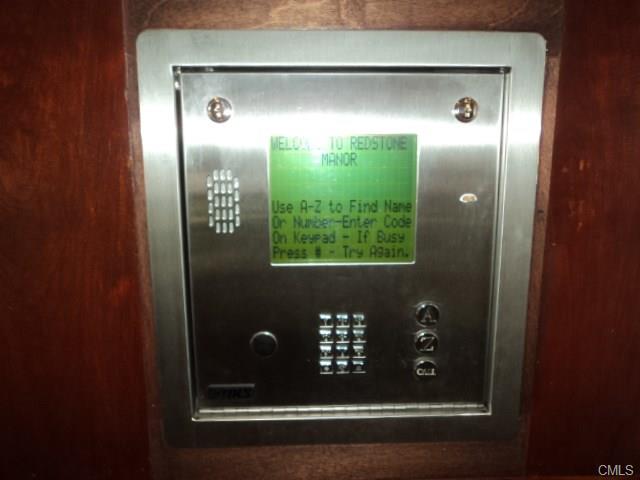 WELCOME TO REDSTONE
MANOR
Use A-Z to Find Name
Or Number-Enter Code
On Keypad - If Busy
Press # - Try Again.
A
Z
CALL
CMLS